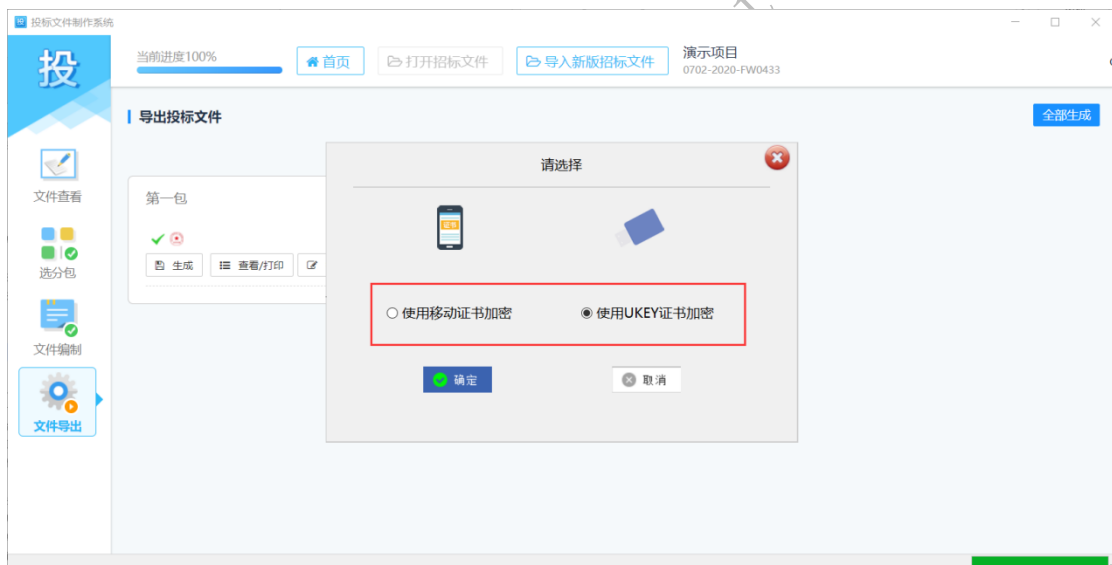 投标文件制作系统
投
当前进度100%
首页
打开招标文件
导入新版招标文件
演示项目
0702-2020-FW0433
导出投标文件
全部生成
文件查看
选分包
文件编制
文件导出
第一包
生成
查看/打印
请选择
证书
使用移动证书加密
使用UKEY证书加密
确定
取消